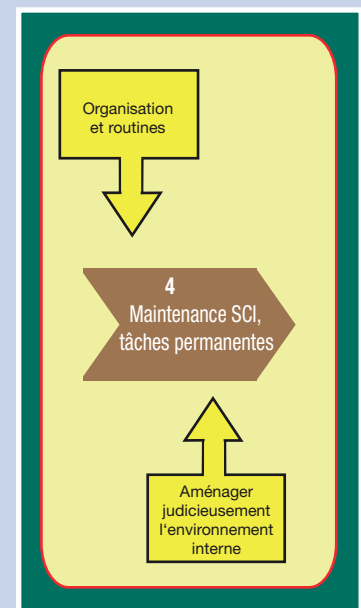 Organisation
et routines
4
Maintenance SCI,
tâches permanentes
Aménager
judicieusement
l‘environnement
interne